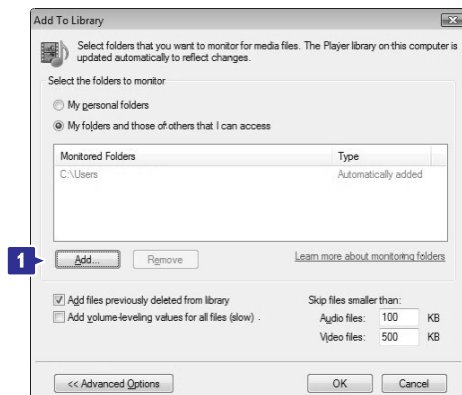 Add To Library
Select folders that you want to monitor for media files. The Player library on this computer is
updated automatically to reflect changes.
Select the folders to monitor
My personal folders
My folders and those of others that I can access
Monitored Folders Type
C:\Users Automatically added
1
Add... Remove Learn more about monitoring folders
Add files previously deleted from library
Add volume-leveling values for all files (slow) .
Skip files smaller than:
Audio files: 100 KB
Video files: 500 KB
<< Advanced Options OK Cancel